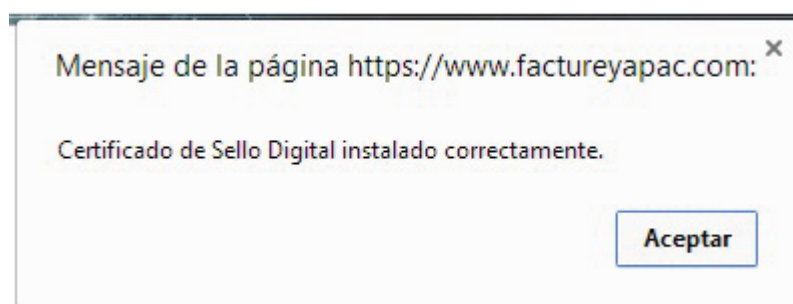 Mensaje de la página https://www.factureyapac.com:
Certificado de Sello Digital instalado correctamente.
Aceptar